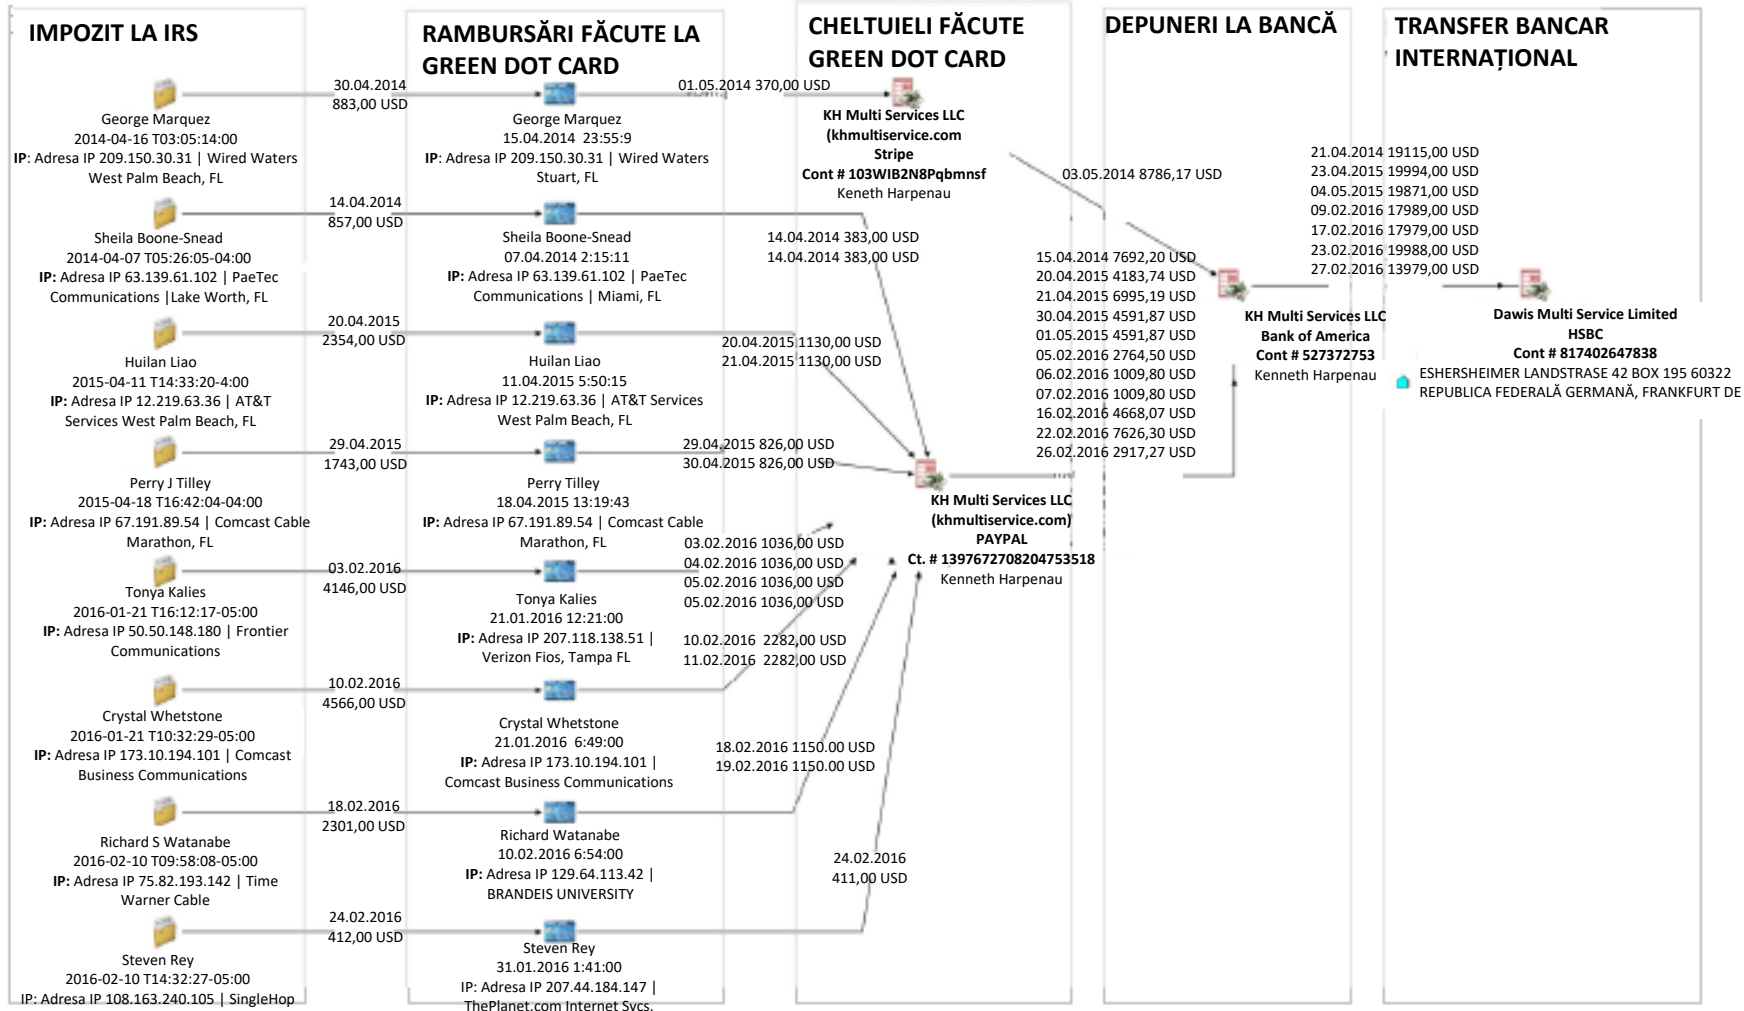 IMPOZIT LA IRS
George Marquez
2014-04-16 T03:05:14:00
IP: Adresa IP 209.150.30.31 | Wired Waters
West Palm Beach, FL
Sheila Boone-Snead
2014-04-07 T05:26:05-04:00
IP: Adresa IP 63.139.61.102 | PaeTec
Communications |Lake Worth, FL
Huilan Liao
2015-04-11 T14:33:20-4:00
IP: Adresa IP 12.219.63.36 | AT&T
Services West Palm Beach, FL
Perry J Tilley
2015-04-18 T16:42:04-04:00
IP: Adresa IP 67.191.89.54 | Comcast Cable
Marathon, FL
Tonya Kalies
2016-01-21 T16:12:17-05:00
IP: Adresa IP 50.50.148.180 | Frontier
Communications
Crystal Whetstone
2016-01-21 T10:32:29-05:00
IP: Adresa IP 173.10.194.101 | Comcast
Business Communications
Richard S Watanabe
2016-02-10 T09:58:08-05:00
IP: Adresa IP 75.82.193.142 | Time
Warner Cable
Steven Rey
2016-02-10 T14:32:27-05:00
IP: Adresa IP 108.163.240.105 | SingleHop
30.04.2014
883,00 USD
14.04.2014
857,00 USD
20.04.2015
2354,00 USD
29.04.2015
1743,00 USD
03.02.2016
4146,00 USD
10.02.2016
4566,00 USD
18.02.2016
2301,00 USD
24.02.2016
412,00 USD
RAMBURSĂRI FĂCUTE LA
GREEN DOT CARD
George Marquez
15.04.2014 23:55:9
IP: Adresa IP 209.150.30.31 | Wired Waters
Stuart, FL
Sheila Boone-Snead
07.04.2014 2:15:11
IP: Adresa IP 63.139.61.102 | PaeTec
Communications | Miami, FL
Huilan Liao
11.04.2015 5:50:15
IP: Adresa IP 12.219.63.36 | AT&T Services
West Palm Beach, FL
Perry Tilley
18.04.2015 13:19:43
IP: Adresa IP 67.191.89.54 | Comcast Cable
Marathon, FL
Tonya Kalies
21.01.2016 12:21:00
IP: Adresa IP 207.118.138.51 |
Verizon Fios, Tampa FL
Crystal Whetstone
21.01.2016 6:49:00
IP: Adresa IP 173.10.194.101 |
Comcast Business Communications
Richard Watanabe
10.02.2016 6:54:00
IP: Adresa IP 129.64.113.42 |
BRANDEIS UNIVERSITY
Steven Rey
31.01.2016 1:41:00
IP: Adresa IP 207.44.184.147 |
ThePlanet.com Internet Svcs.
01.05.2014 370,00 USD
14.04.2014 383,00 USD
14.04.2014 383,00 USD
20.04.2015 1130,00 USD
21.04.2015 1130,00 USD
29.04.2015 826,00 USD
30.04.2015 826,00 USD
03.02.2016 1036,00 USD
04.02.2016 1036,00 USD
05.02.2016 1036,00 USD
05.02.2016 1036,00 USD
10.02.2016 2282,00 USD
11.02.2016 2282,00 USD
18.02.2016 1150.00 USD
19.02.2016 1150.00 USD
24.02.2016
411,00 USD
CHELTUIELI FĂCUTE
GREEN DOT CARD
KH Multi Services LLC
(khmultiservice.com
Stripe
Cont # 103WIB2N8Pqbmnsf
Keneth Harpenau
KH Multi Services LLC
(khmultiservice.com)
PAYPAL
Ct. # 1397672708204753518
Kenneth Harpenau
DEPUNERI LA BANCĂ
03.05.2014 8786,17 USD
15.04.2014 7692,20 USD
20.04.2015 4183,74 USD
21.04.2015 6995,19 USD
30.04.2015 4591,87 USD
01.05.2015 4591,87 USD
05.02.2016 2764,50 USD
06.02.2016 1009,80 USD
07.02.2016 1009,80 USD
16.02.2016 4668,07 USD
22.02.2016 7626,30 USD
26.02.2016 2917,27 USD
KH Multi Services LLC
Bank of America
Cont # 527372753
Kenneth Harpenau
TRANSFER BANCAR
INTERNAȚIONAL
21.04.2014 19115,00 USD
23.04.2015 19994,00 USD
04.05.2015 19871,00 USD
09.02.2016 17989,00 USD
17.02.2016 17979,00 USD
23.02.2016 19988,00 USD
27.02.2016 13979,00 USD
Dawis Multi Service Limited
HSBC
Cont # 817402647838
ESHERSHEIMER LANDSTRASE 42 BOX 195 60322
REPUBLICA FEDERALĂ GERMANĂ, FRANKFURT DE